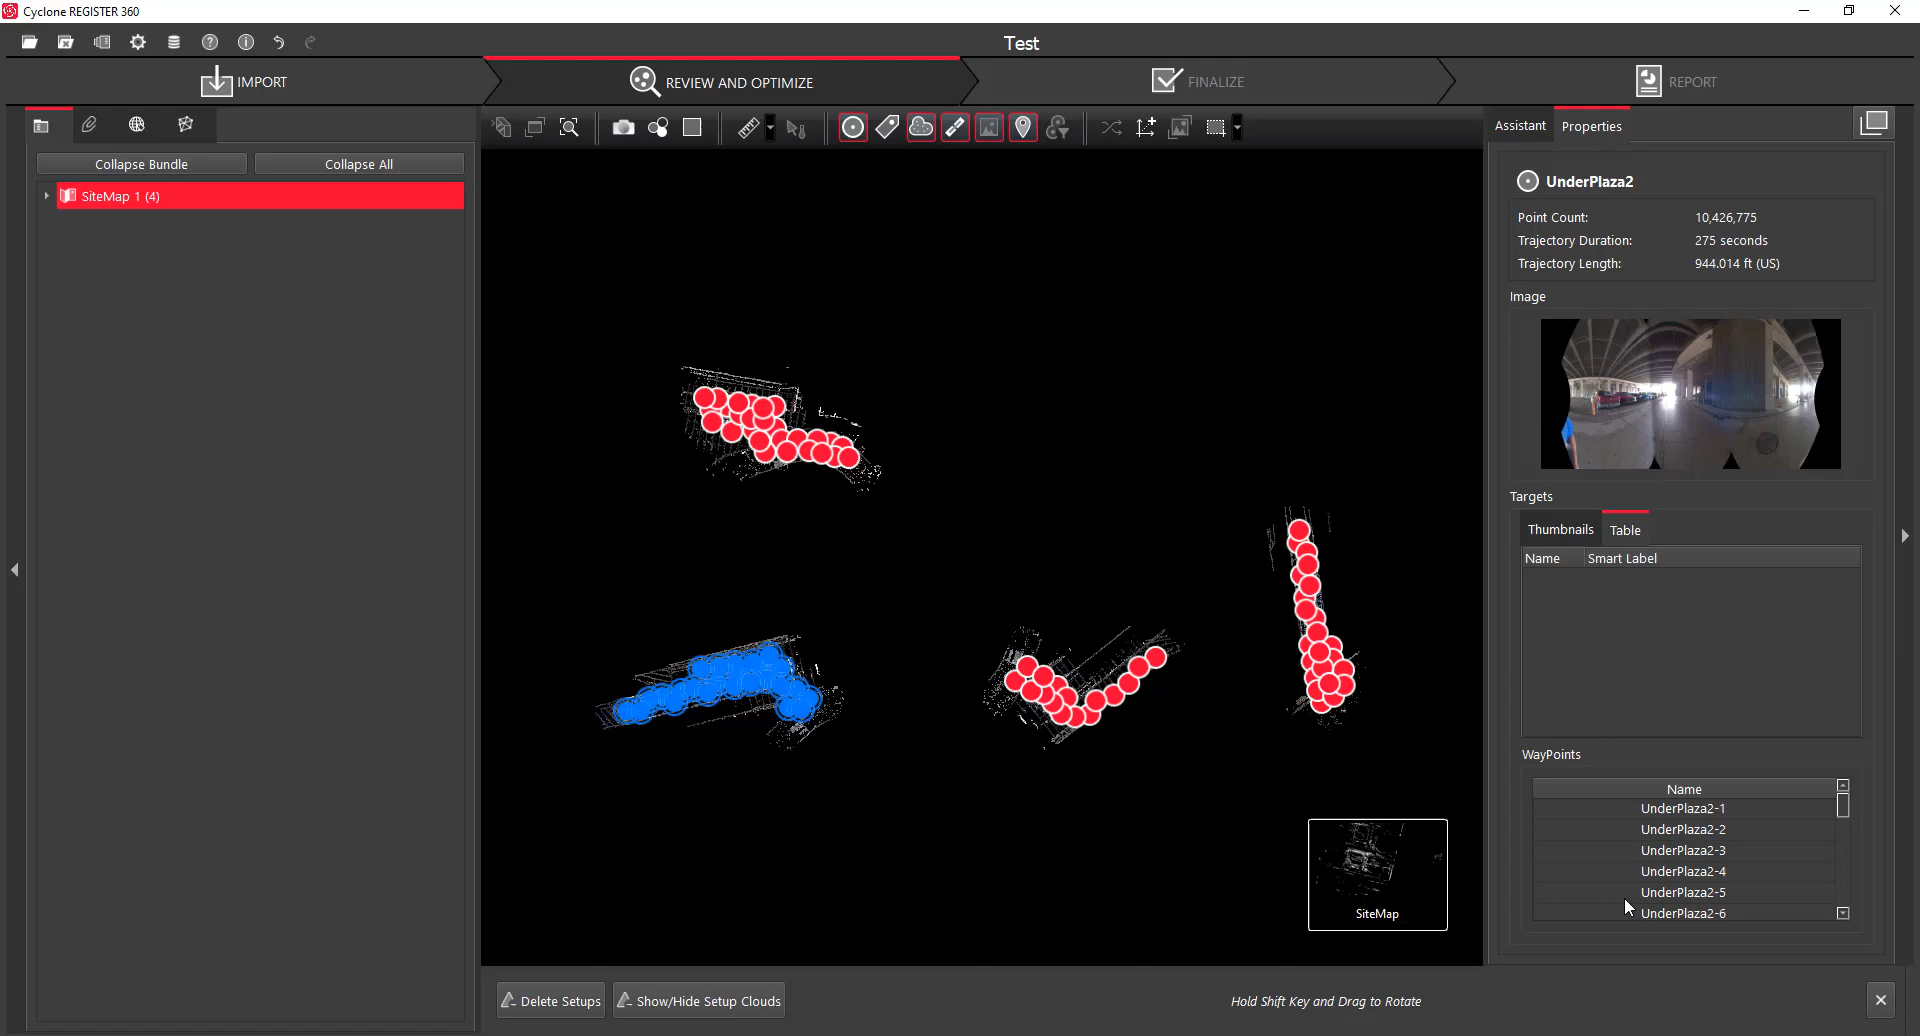 Cyclone REGISTER 360
Test
IMPORT
REVIEW AND OPTIMIZE
FINALIZE
REPORT
Collapse Bundle
Collapse All
SiteMap 1 (4)
Assistant
Properties
UnderPlaza2
Point Count: 10,426,775
Trajectory Duration: 275 seconds
Trajectory Length: 944.014 ft (US)
Image
Targets
Thumbnails
Table
Name
Smart Label
WayPoints
Name
UnderPlaza2-1
UnderPlaza2-2
UnderPlaza2-3
UnderPlaza2-4
UnderPlaza2-5
UnderPlaza2-6
SiteMap
Delete Setups
Show/Hide Setup Clouds
Hold Shift Key and Drag to Rotate